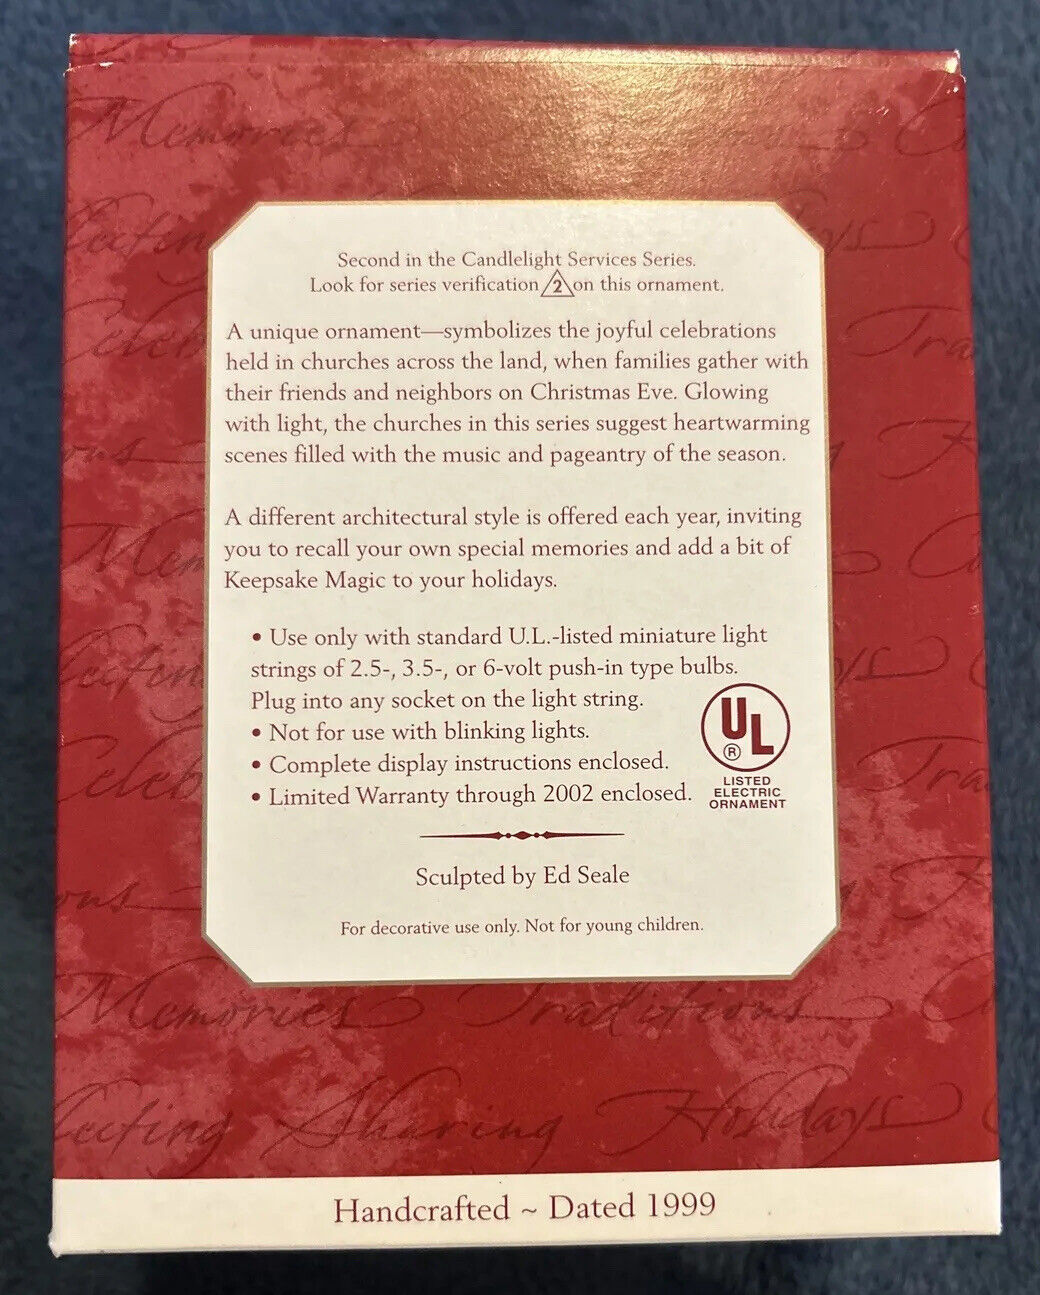 Memories
Second in the Candlelight Services Series.
Look for series verification 2 on this ornament.
A unique ornament—symbolizes the joyful celebrations
held in churches across the land, when families gather with
their friends and neighbors on Christmas Eve. Glowing
with light, the churches in this series suggest heartwarming
scenes filled with the music and pageantry of the season.
A different architectural style is offered each year, inviting
you to recall your own special memories and add a bit of
Keepsake Magic to your holidays.
• Use only with standard U.L.-listed miniature light
strings of 2.5-, 3.5-, or 6-volt push-in type bulbs.
Plug into any socket on the light string.
• Not for use with blinking lights.
• Complete display instructions enclosed.
• Limited Warranty through 2002 enclosed.
UL
®
LISTED
ELECTRIC
ORNAMENT
Sculpted by Ed Seale
For decorative use only. Not for young children.
Memories Traditions
Sharing Holidays
Handcrafted ~ Dated 1999